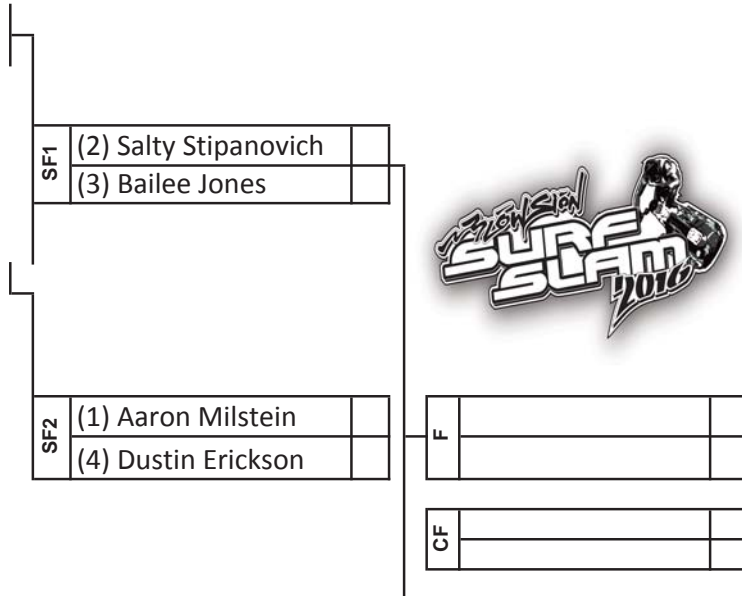 SF1
(2) Salty Stipanovich
(3) Bailee Jones
SURF
SLAM
2016
SF2
(1) Aaron Milstein
(4) Dustin Erickson
F
CF